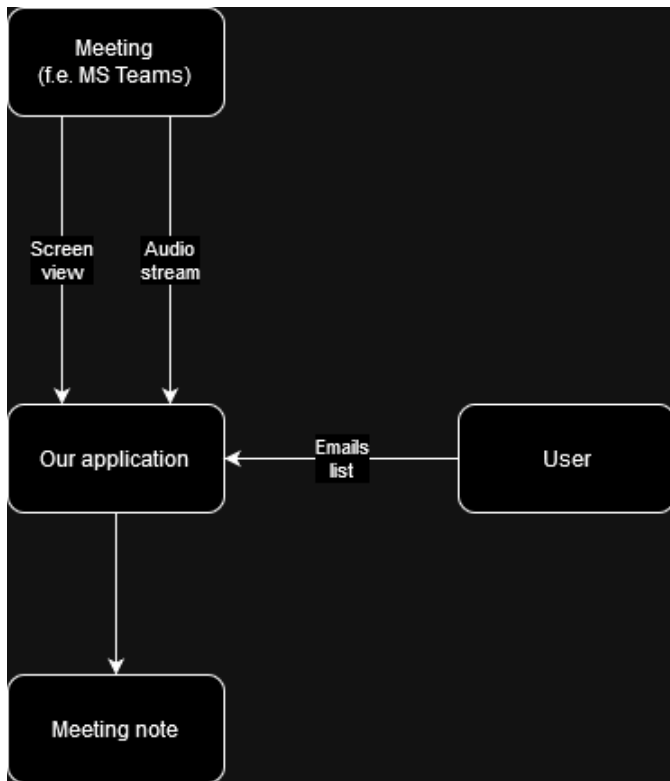 Meeting
(f.e. MS Teams)
Screen
view
Audio
stream
Our application
Emails
list
User
Meeting note